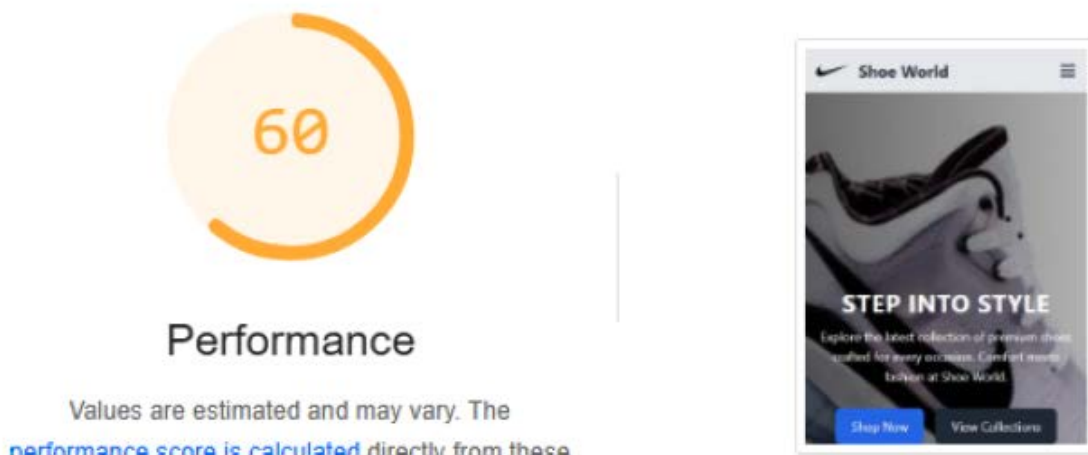 60
Performance
Values are estimated and may vary. The
performance score is calculated directly from these
Shoe World
STEP INTO STYLE
Explore the latest collection of premium shoes
crafted for every occasion. Comfort meets
fashion at Shoe World.
Shop Now
View Collections